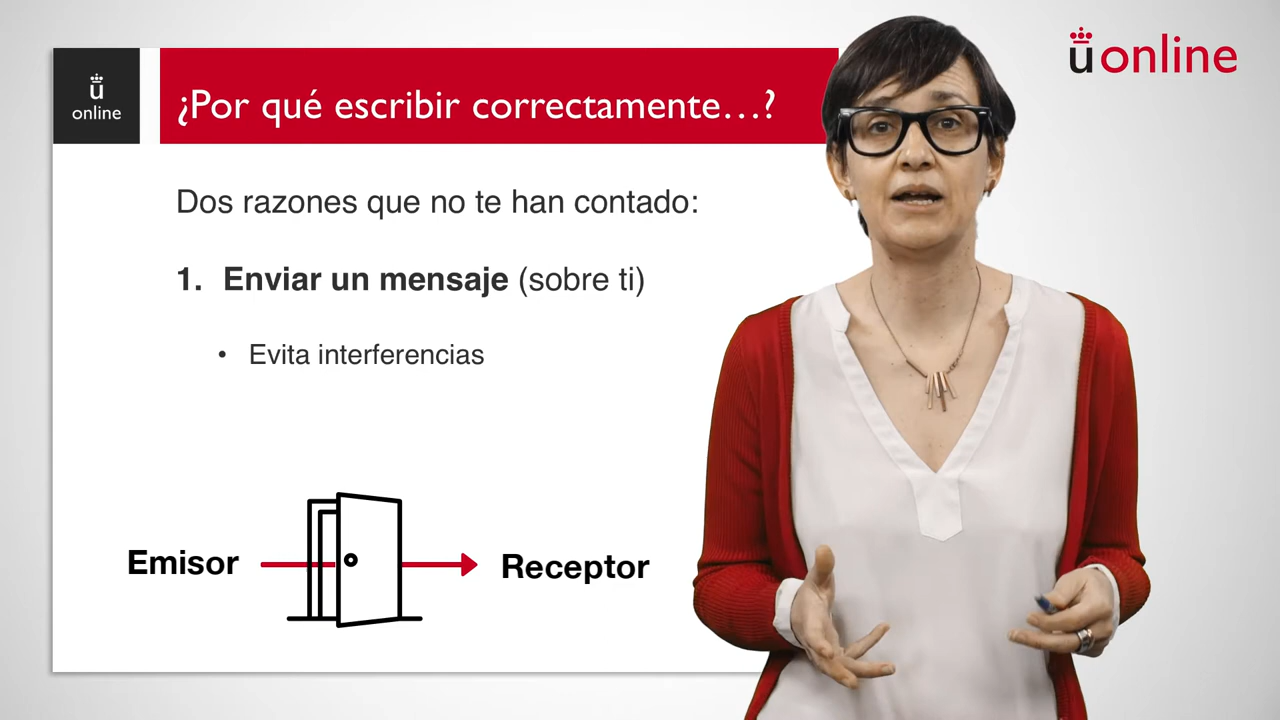 ü online
ü
online
¿Por qué escribir correctamente…?
Dos razones que no te han contado:
1. Enviar un mensaje (sobre ti)
• Evita interferencias
Emisor
Receptor